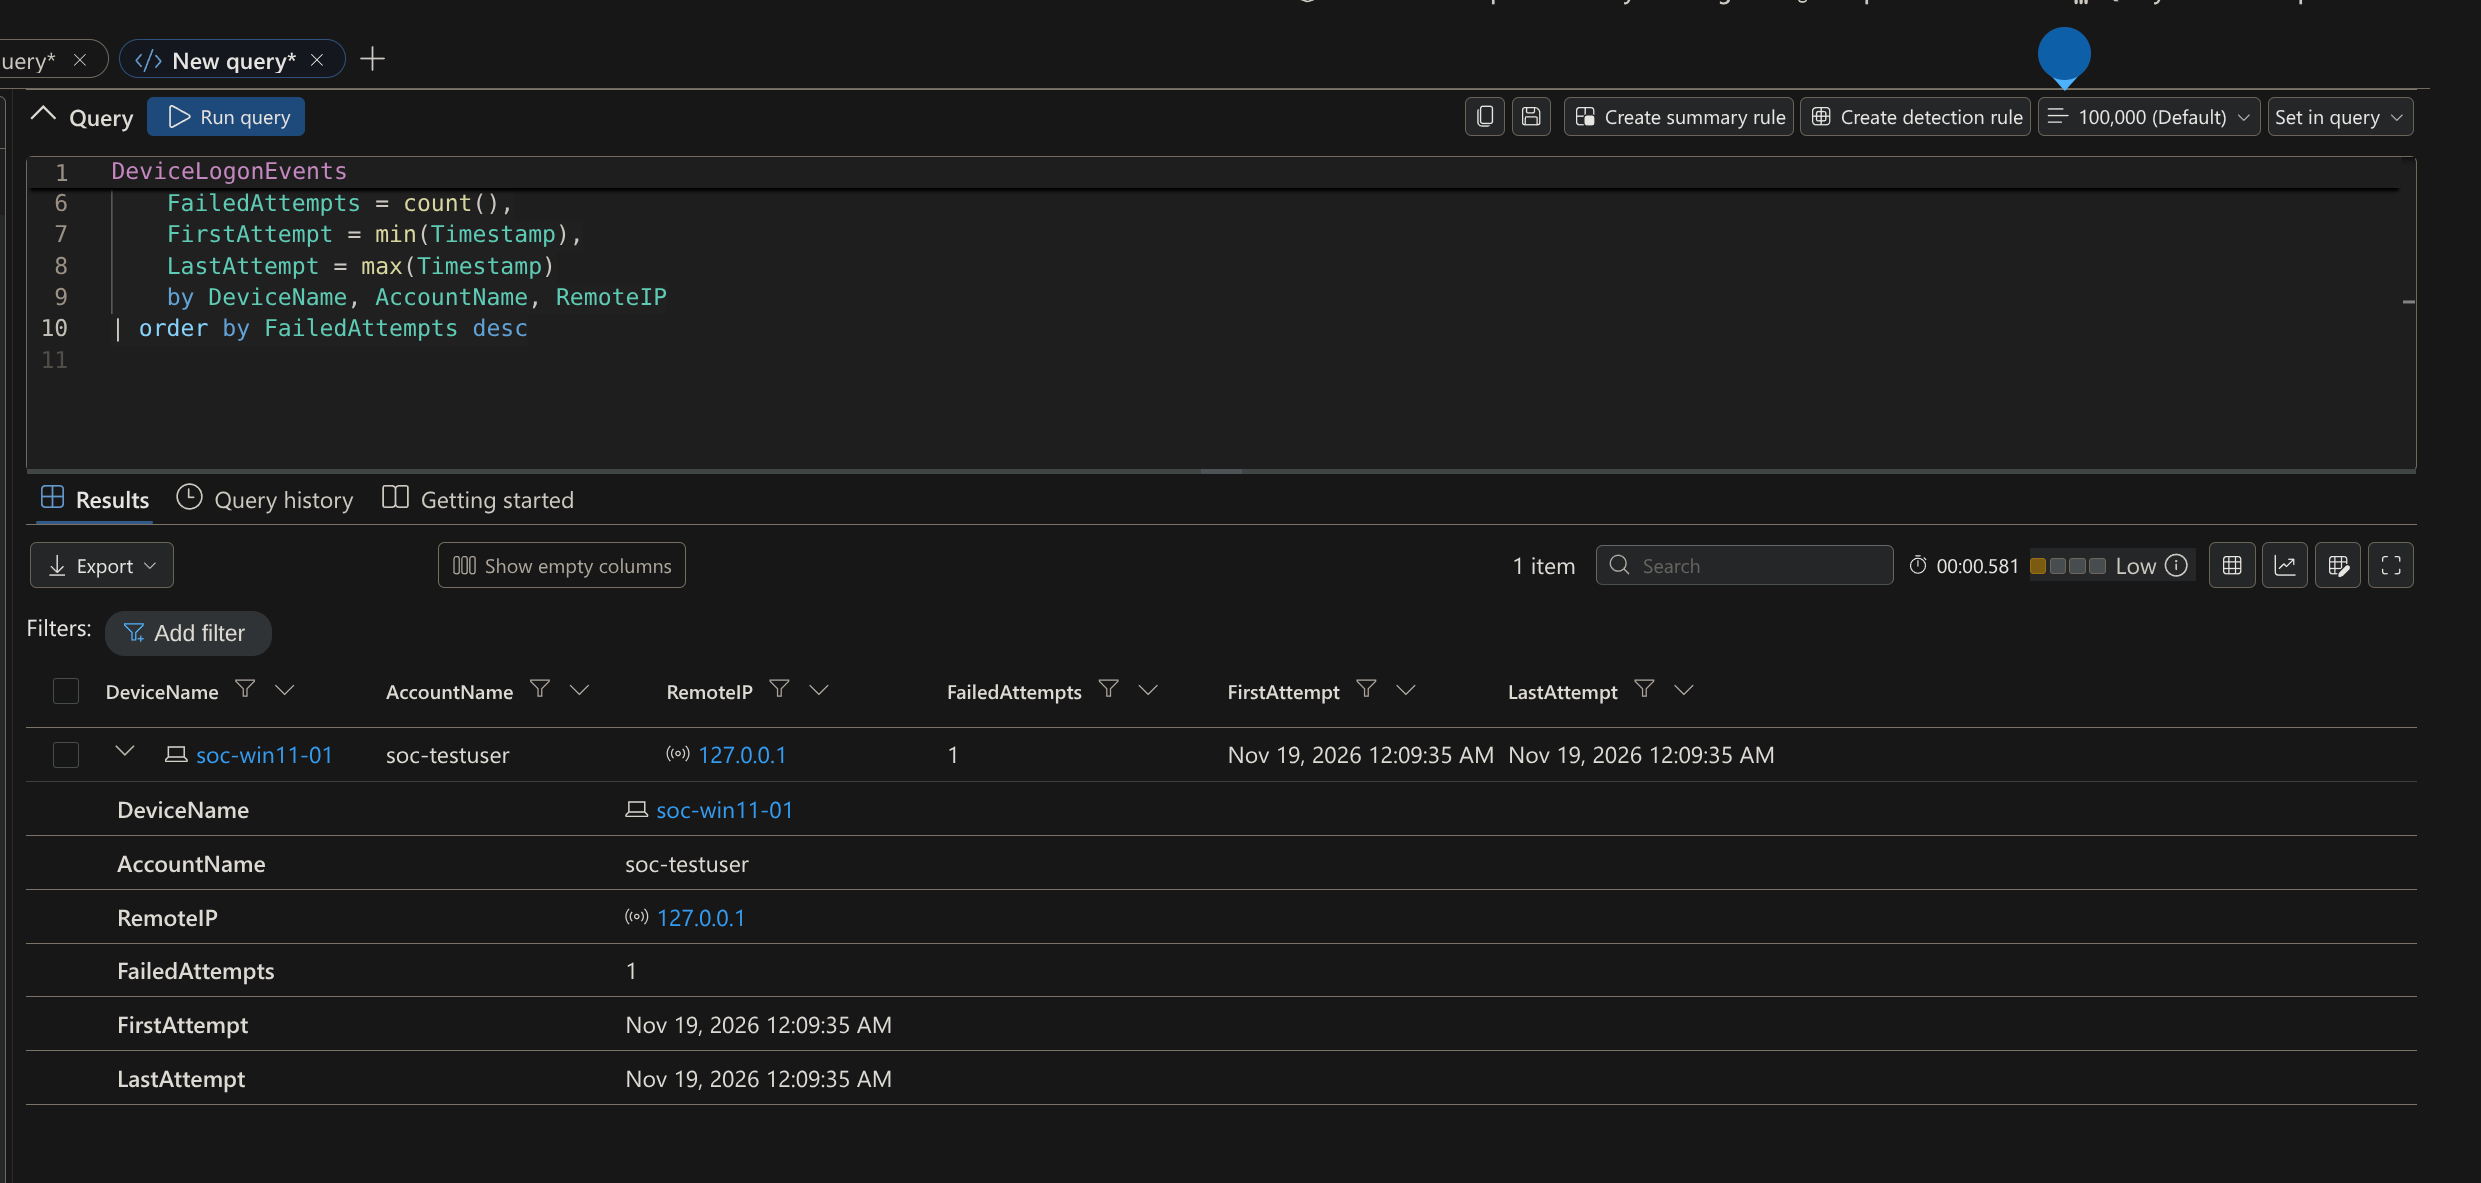 uery*
New query*
Query
Run query
Create summary rule
Create detection rule
100,000 (Default)
Set in query
1 DeviceLogonEvents
6 FailedAttempts = count(),
7 FirstAttempt = min(Timestamp),
8 LastAttempt = max(Timestamp)
9 by DeviceName, AccountName, RemoteIP
10 | order by FailedAttempts desc
11
Results
Query history
Getting started
Export
Show empty columns
1 item
Search
00:00.581
Low
Filters:
Add filter
DeviceName AccountName RemoteIP FailedAttempts FirstAttempt LastAttempt
soc-win11-01 soc-testuser 127.0.0.1 1 Nov 19, 2026 12:09:35 AM Nov 19, 2026 12:09:35 AM
DeviceName soc-win11-01
AccountName soc-testuser
RemoteIP 127.0.0.1
FailedAttempts 1
FirstAttempt Nov 19, 2026 12:09:35 AM
LastAttempt Nov 19, 2026 12:09:35 AM